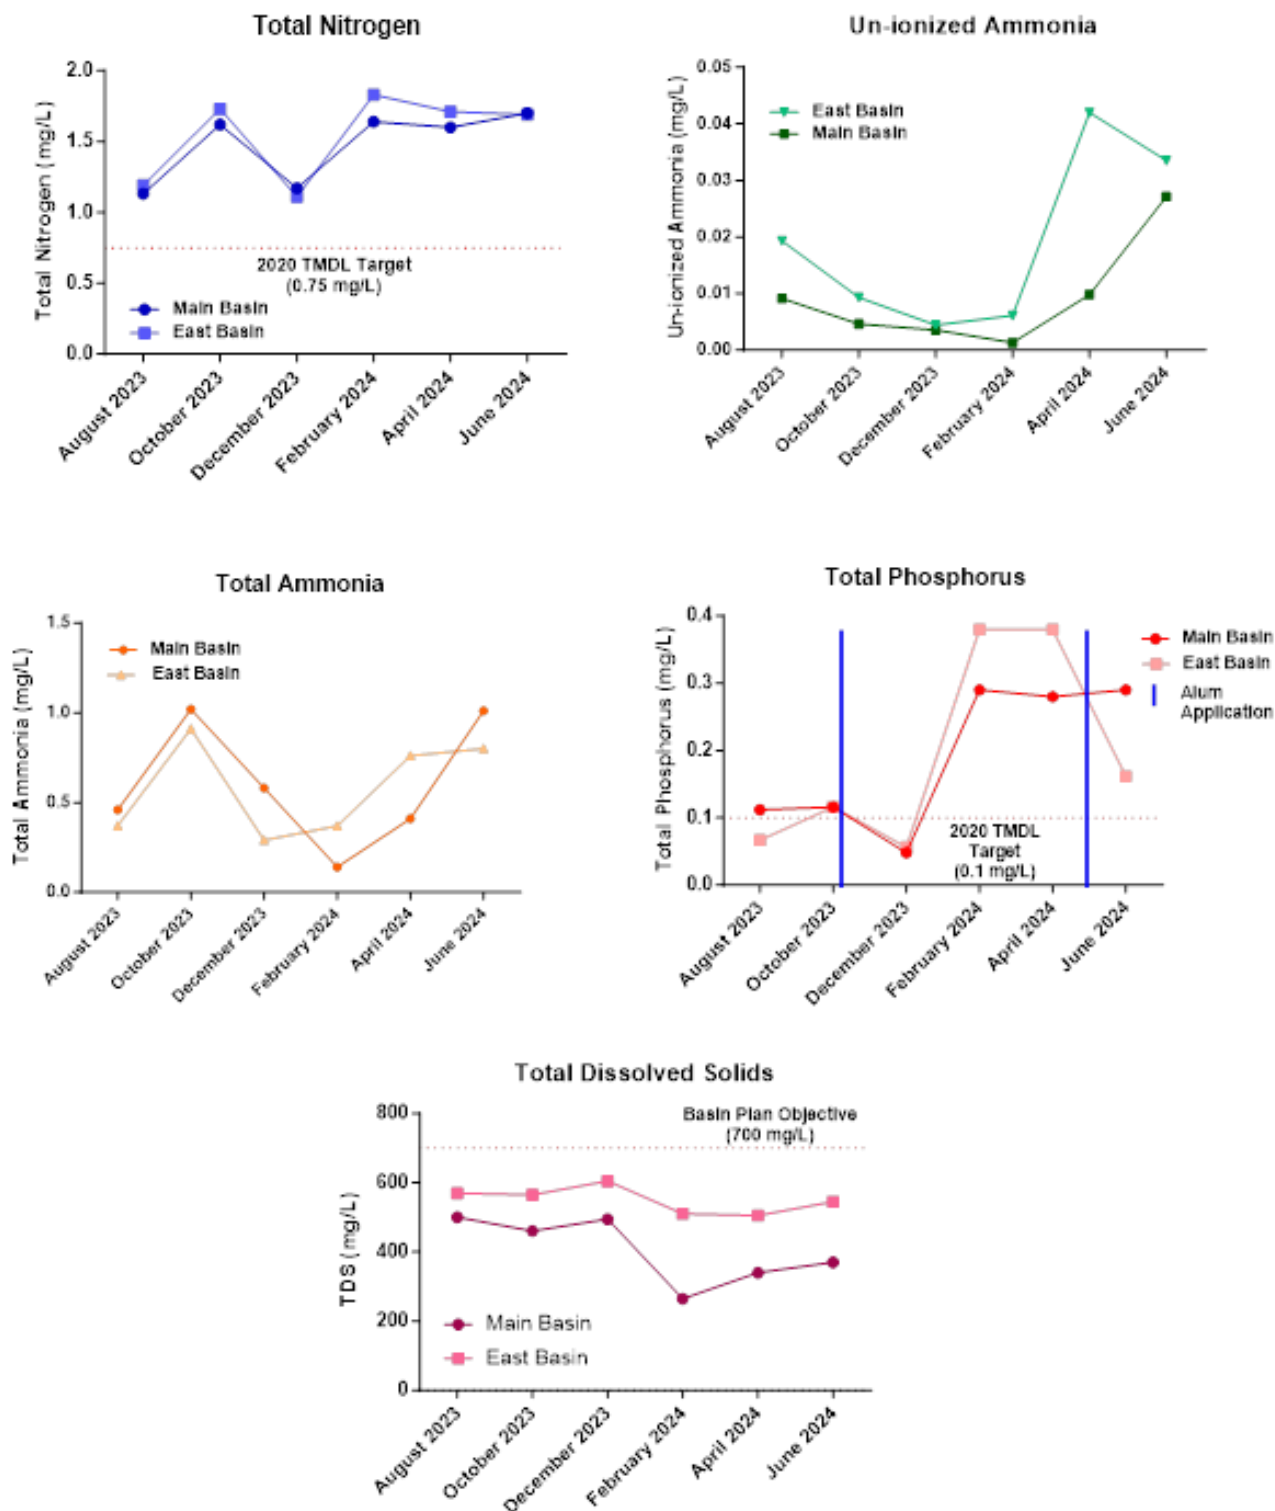 Total Nitrogen
Total Nitrogen (mg/L)
2.0
1.5
1.0
0.5
0.0
2020 TMDL Target
(0.75 mg/L)
Main Basin
East Basin
August 2023
October 2023
December 2023
February 2024
April 2024
June 2024
Un-ionized Ammonia
Un-ionized Ammonia (mg/L)
0.05
0.04
0.03
0.02
0.01
0.00
East Basin
Main Basin
August 2023
October 2023
December 2023
February 2024
April 2024
June 2024
Total Ammonia
Total Ammonia (mg/L)
1.5
1.0
0.5
0.0
Main Basin
East Basin
August 2023
October 2023
December 2023
February 2024
April 2024
June 2024
Total Phosphorus
Total Phosphorus (mg/L)
0.4
0.3
0.2
0.1
0.0
2020 TMDL
Target
(0.1 mg/L)
Main Basin
East Basin
Alum
Application
August 2023
October 2023
December 2023
February 2024
April 2024
June 2024
Total Dissolved Solids
TDS (mg/L)
800
600
400
200
0
Basin Plan Objective
(700 mg/L)
Main Basin
East Basin
August 2023
October 2023
December 2023
February 2024
April 2024
June 2024